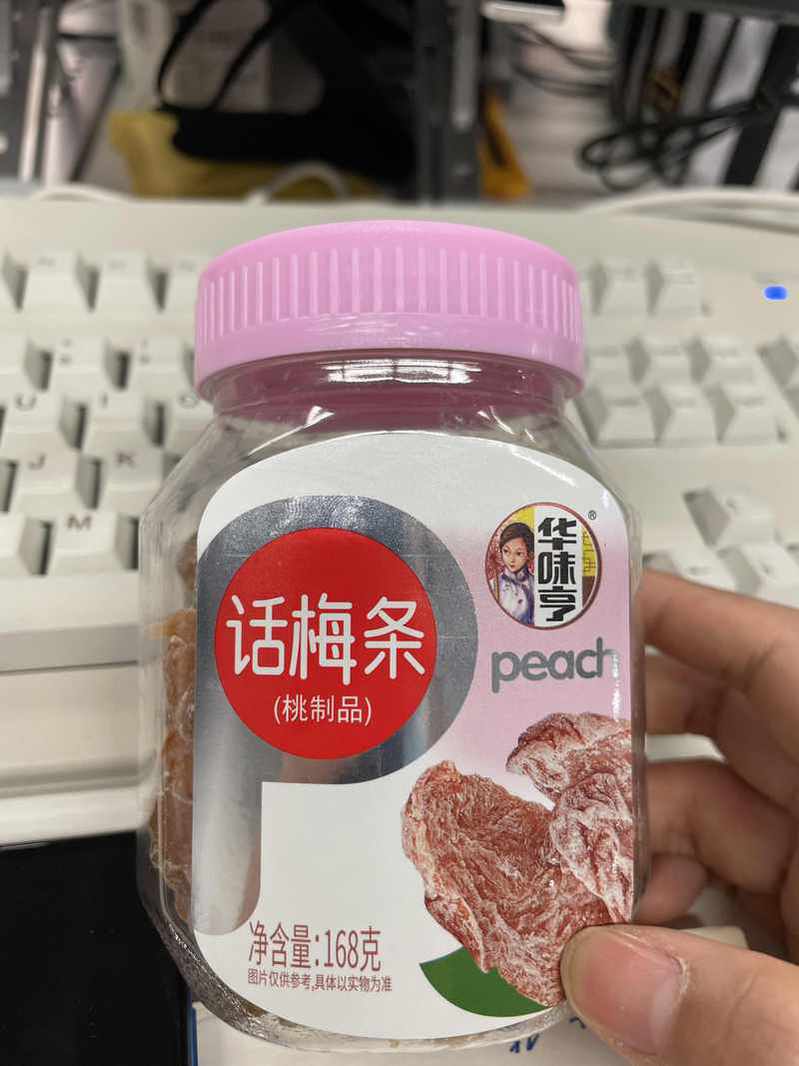 华味亨
®
peach
话梅条
(桃制品)
净含量:168克
图片仅供参考,具体以实物为准
U
J
K
M